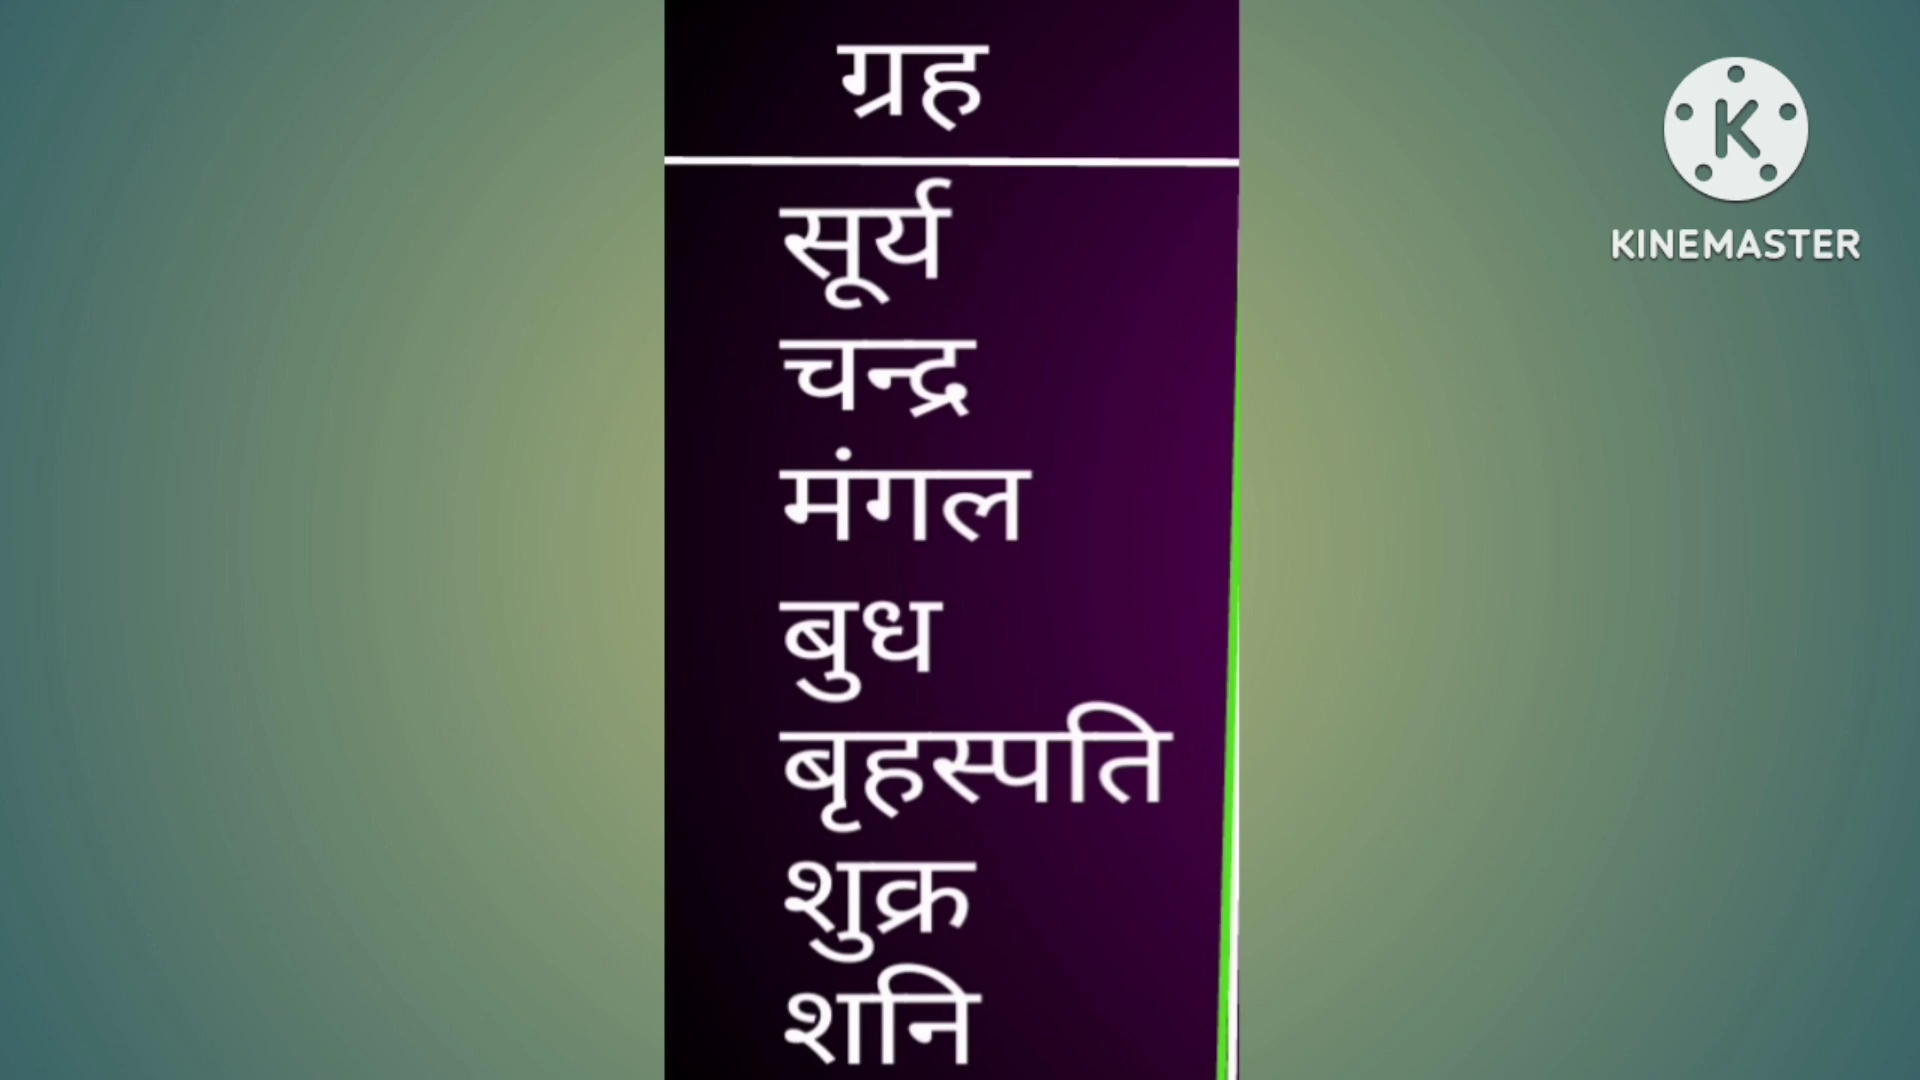 ग्रह
सूर्य
चन्द्र
मंगल
बुध
बृहस्पति
शुक्र
शनि
K
KINEMASTER